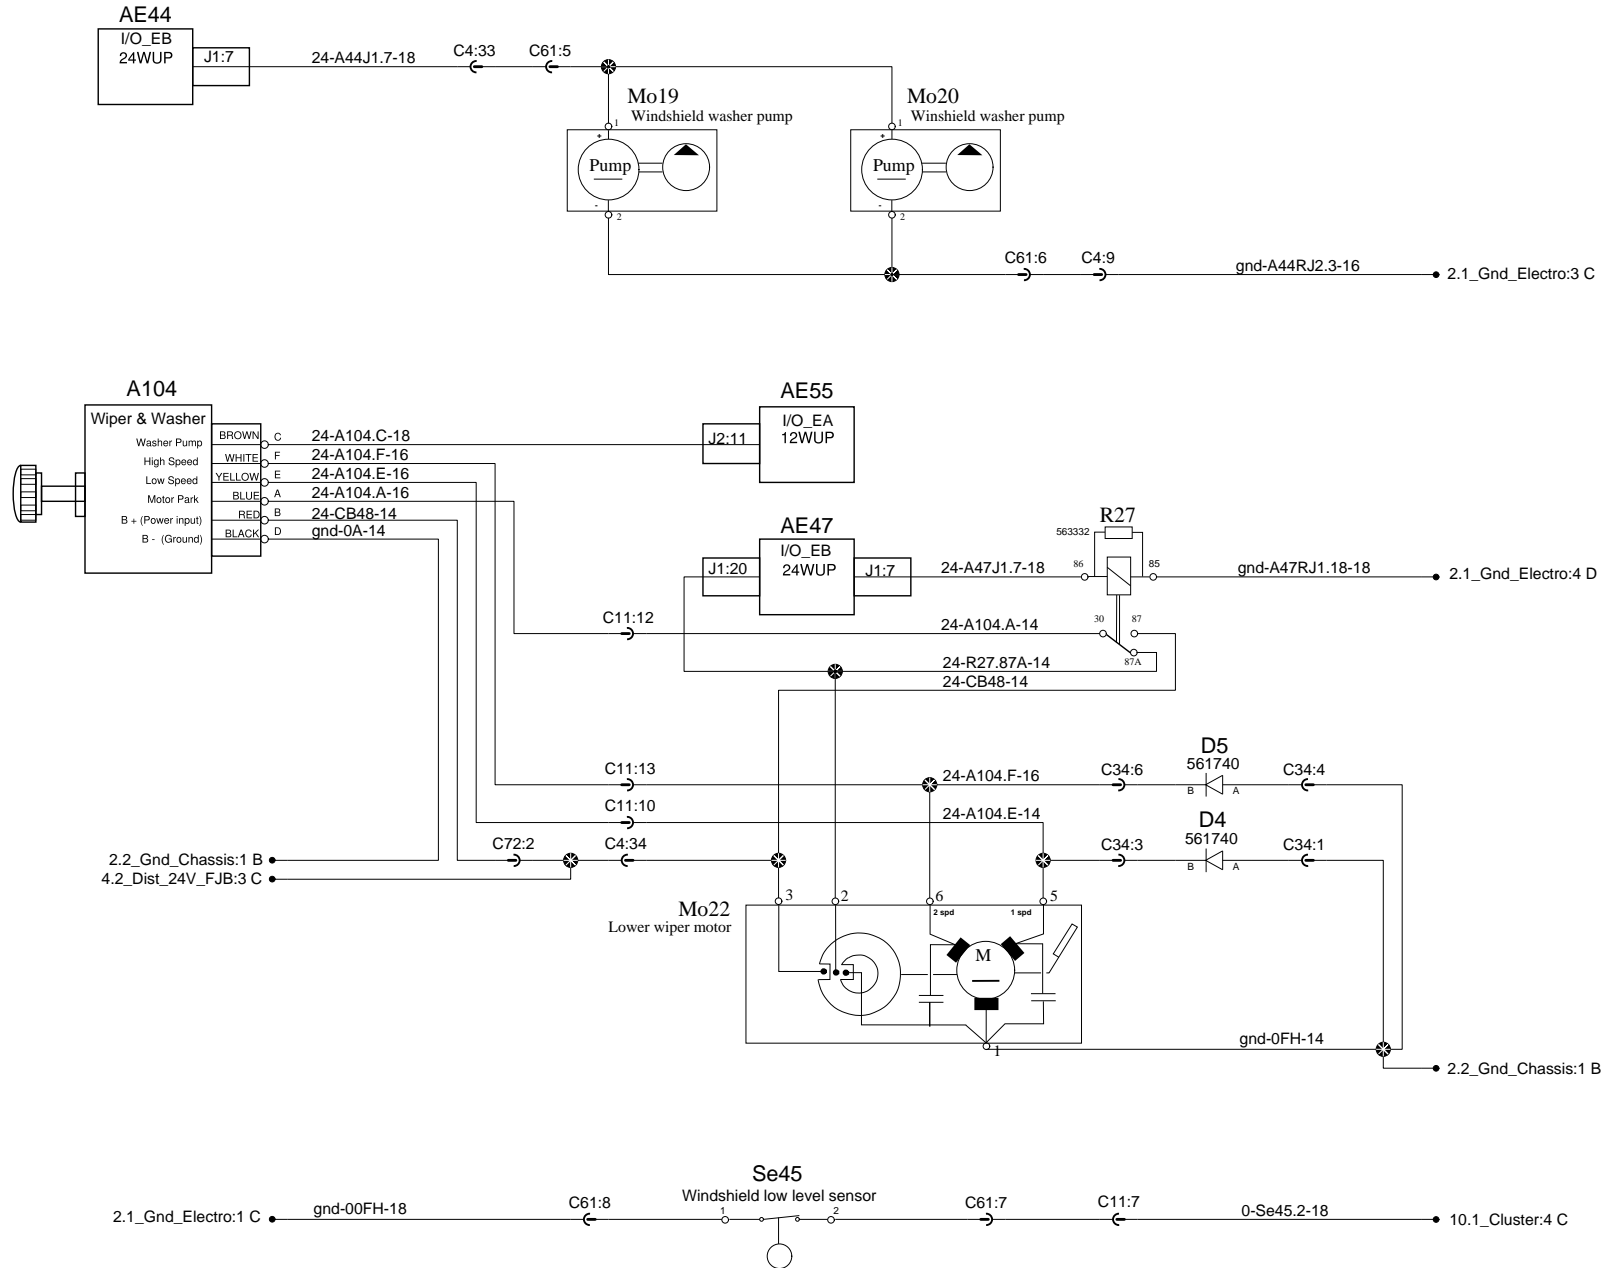 AE44
I/O_EB
24WUP
J1:7
24-A44J1.7-18
C4:33
C61:5
Mo19
Windshield washer pump
1
+
Pump
-
2
Mo20
Winshield washer pump
1
+
Pump
-
2
C61:6
C4:9
gnd-A44RJ2.3-16
2.1_Gnd_Electro:3 C
A104
Wiper & Washer
Washer Pump
BROWN
C
24-A104.C-18
High Speed
WHITE
F
24-A104.F-16
Low Speed
YELLOW
E
24-A104.E-16
Motor Park
BLUE
A
24-A104.A-16
B + (Power input)
RED
B
24-CB48-14
B - (Ground)
BLACK
D
gnd-0A-14
AE55
I/O_EA
12WUP
J2:11
AE47
I/O_EB
24WUP
J1:20
J1:7
24-A47J1.7-18
R27
563332
86
85
gnd-A47RJ1.18-18
2.1_Gnd_Electro:4 D
C11:12
24-A104.A-14
30
87
87A
24-R27.87A-14
24-CB48-14
C11:13
24-A104.F-16
C34:6
D5
561740
B
A
C34:4
C11:10
24-A104.E-14
2.2_Gnd_Chassis:1 B
4.2_Dist_24V_FJB:3 C
C72:2
C4:34
C34:3
D4
561740
B
A
C34:1
Mo22
Lower wiper motor
3
2
6
5
2 spd
1 spd
M
1
gnd-0FH-14
2.2_Gnd_Chassis:1 B
Se45
Windshield low level sensor
2.1_Gnd_Electro:1 C
gnd-00FH-18
C61:8
1
2
C61:7
C11:7
0-Se45.2-18
10.1_Cluster:4 C